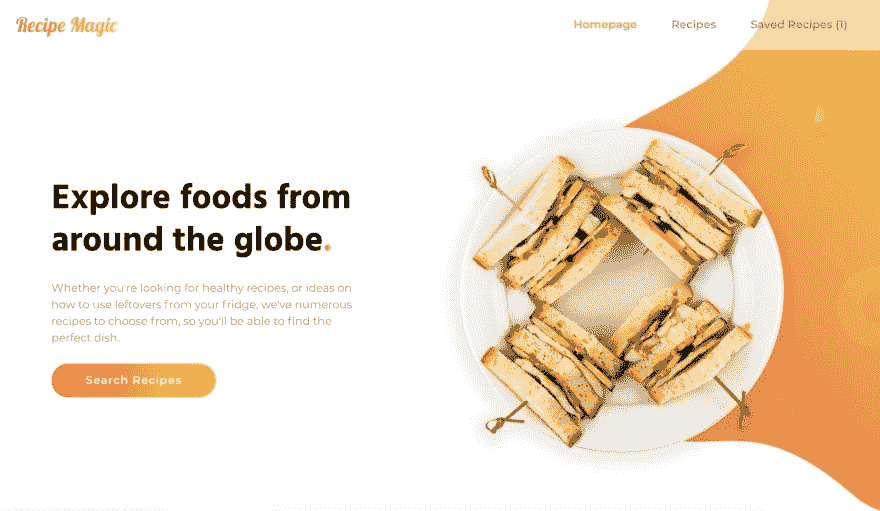 Recipe Magic
Homepage
Recipes
Saved Recipes (1)
Explore foods from
around the globe.
Whether you're looking for healthy recipes, or ideas on
how to use leftovers from your fridge, we've numerous
recipes to choose from, so you'll be able to find the
perfect dish.
Search Recipes